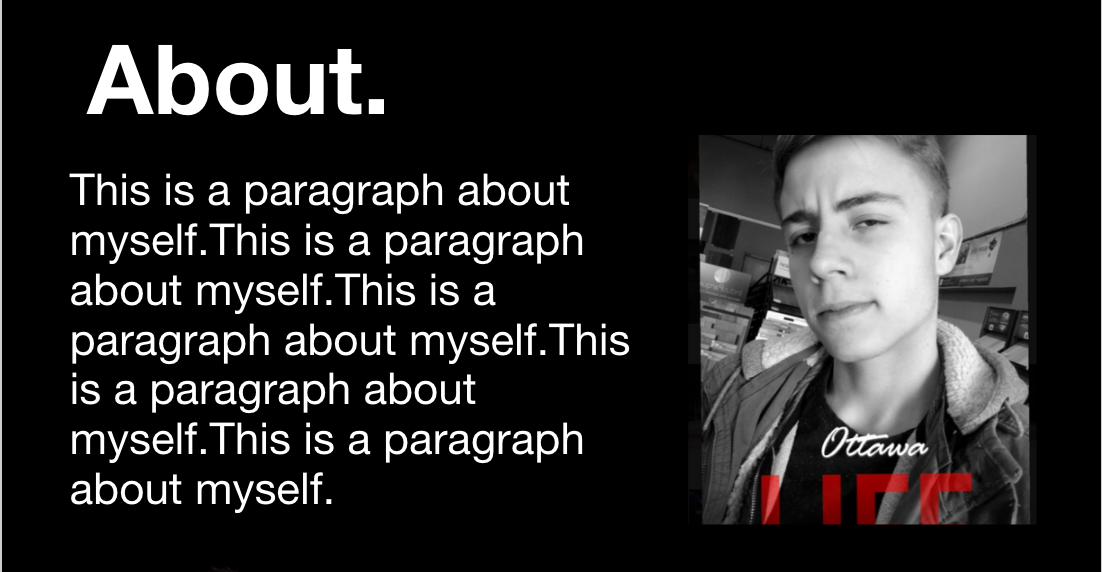 About.
This is a paragraph about
myself.This is a paragraph
about myself.This is a
paragraph about myself.This
is a paragraph about
myself.This is a paragraph
about myself.
Ottawa
LIFE